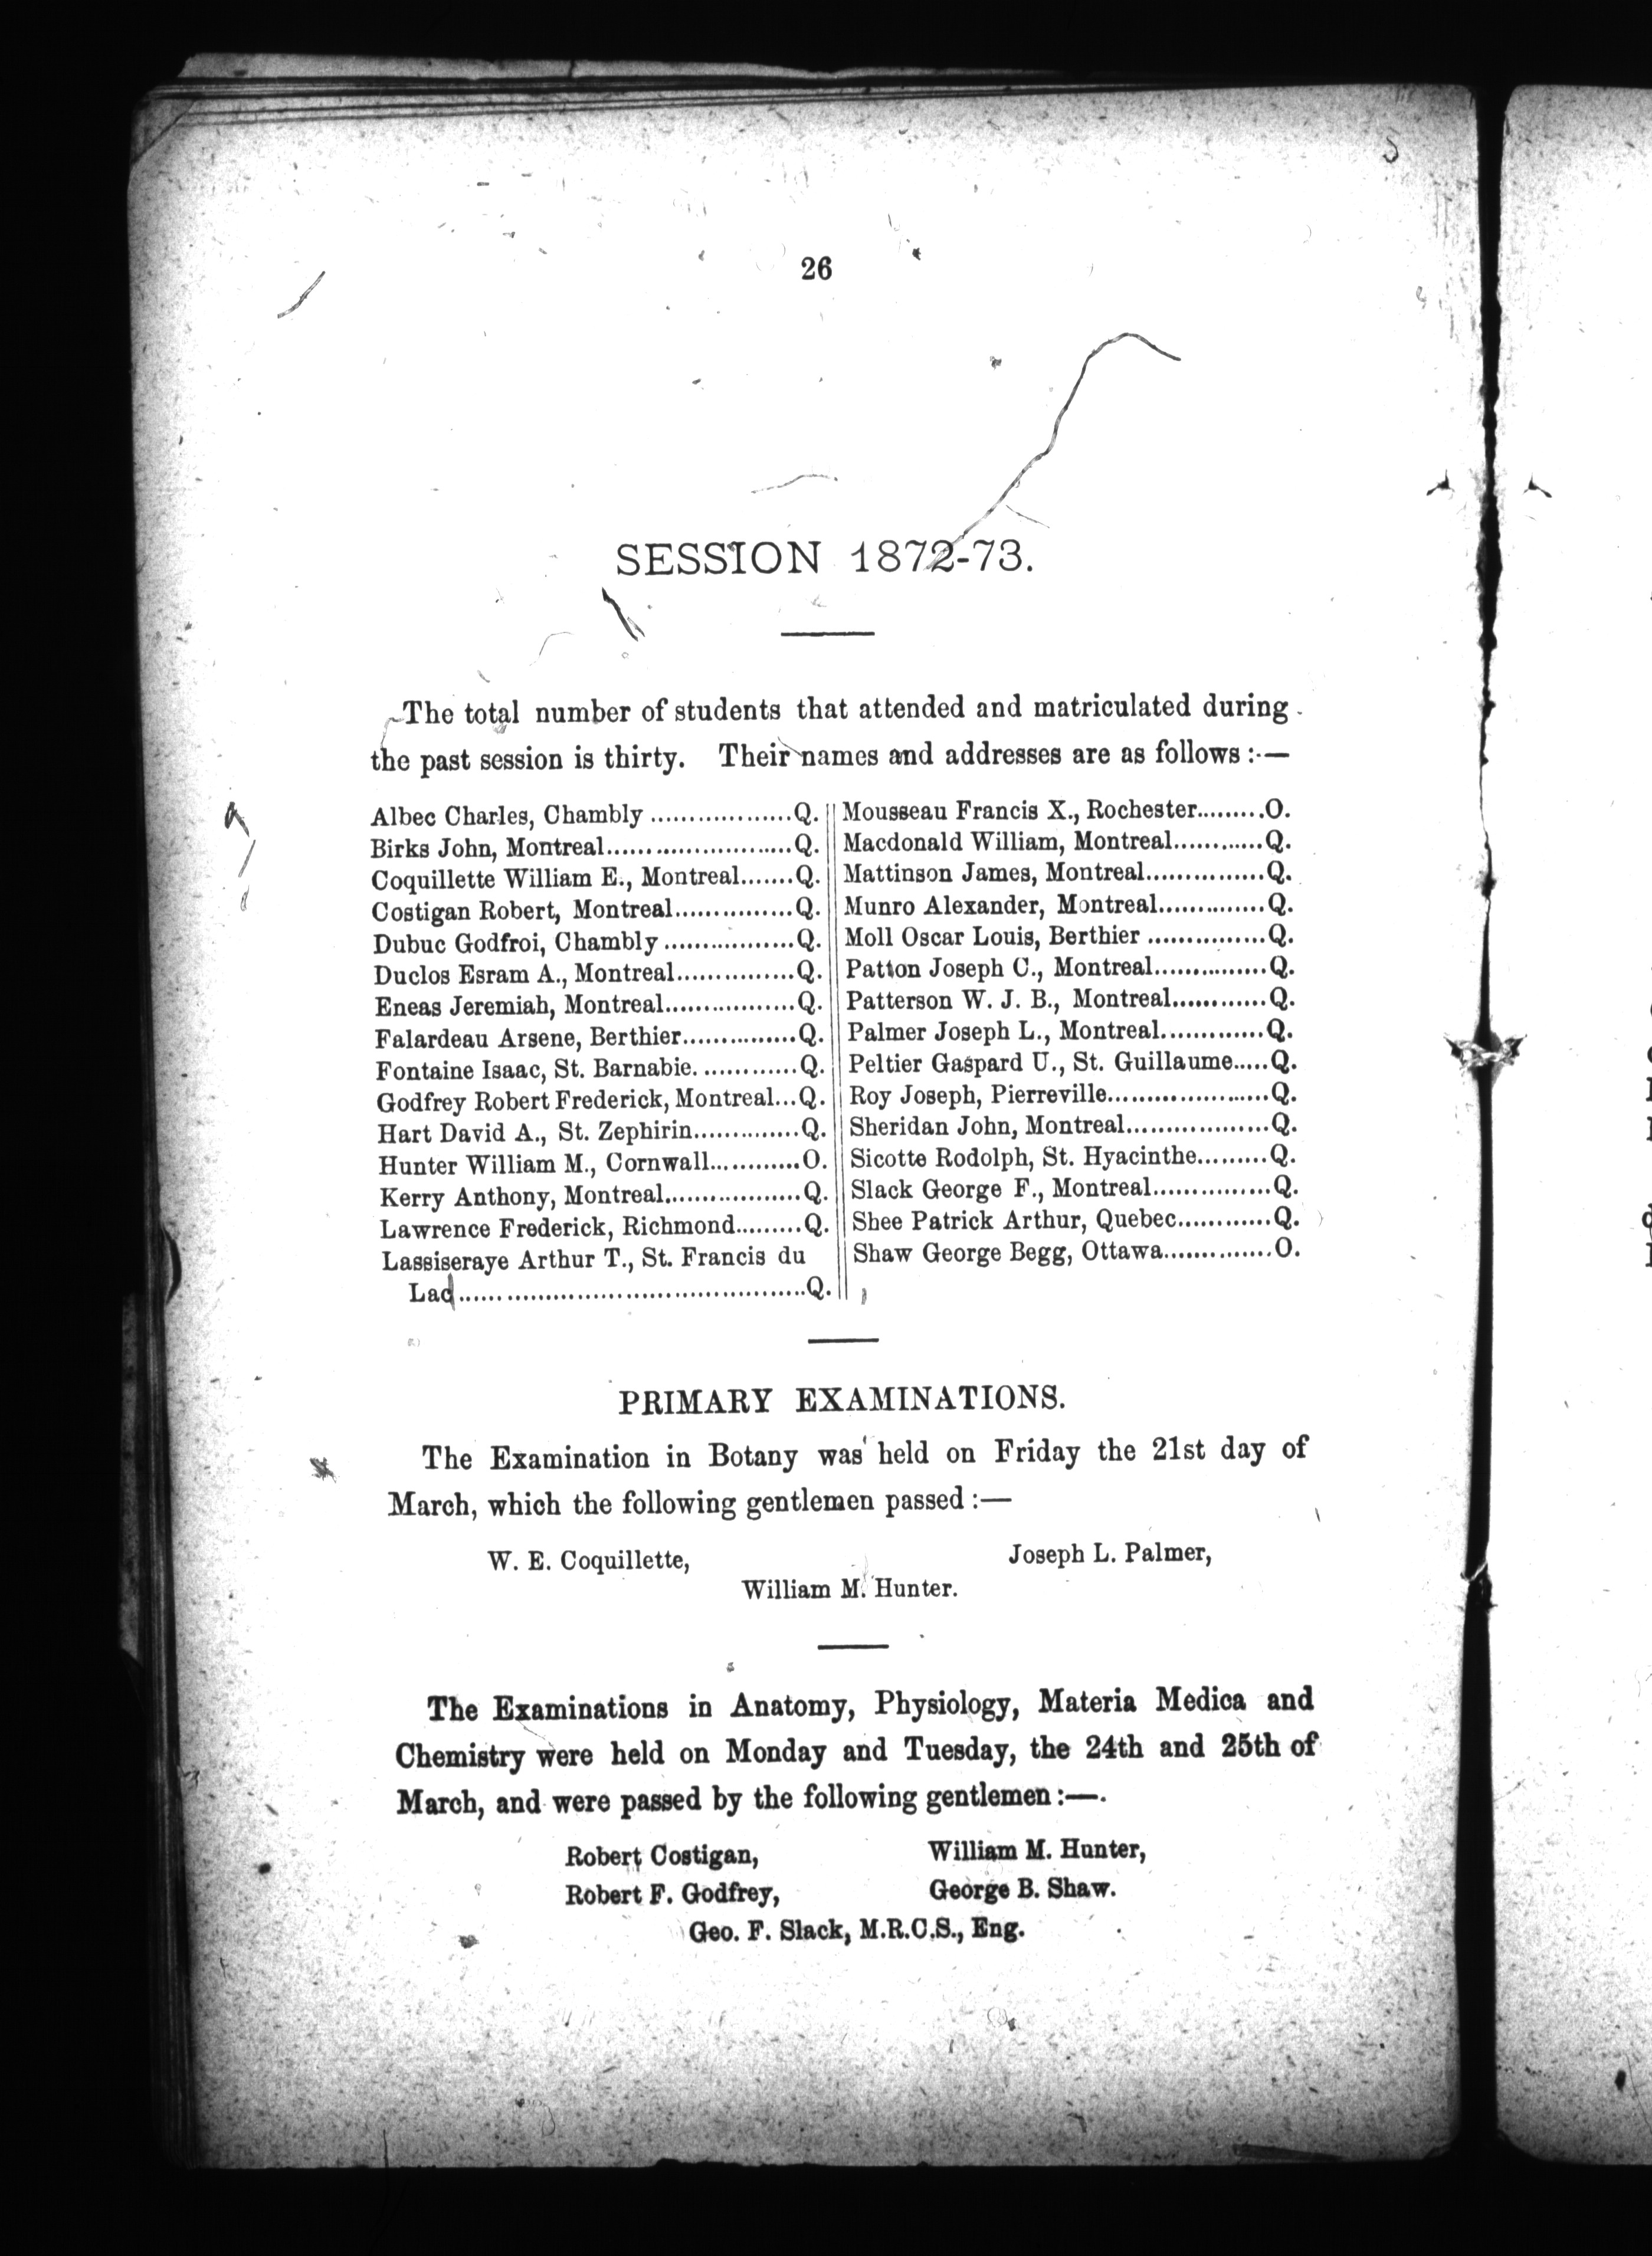 26
SESSION 1872-73.
The total number of students that attended and matriculated during
the past session is thirty. Their names and addresses are as follows :—
Albec Charles, Chambly ..................Q.
Birks John, Montreal........................Q.
Coquillette William E., Montreal.......Q.
Costigan Robert, Montreal...............Q.
Dubuc Godfroi, Chambly .................Q.
Duclos Esram A., Montreal...............Q.
Eneas Jeremiah, Montreal.................Q.
Falardeau Arsene, Berthier...............Q.
Fontaine Isaac, St. Barnabie. ............Q.
Godfrey Robert Frederick, Montreal...Q.
Hart David A., St. Zephirin..............Q.
Hunter William M., Cornwall............O.
Kerry Anthony, Montreal..................Q.
Lawrence Frederick, Richmond.........Q.
Lassiseraye Arthur T., St. Francis du
Lac.............................................Q.
Mousseau Francis X., Rochester.........O.
Macdonald William, Montreal............Q.
Mattinson James, Montreal...............Q.
Munro Alexander, Montreal..............Q.
Moll Oscar Louis, Berthier ...............Q.
Patton Joseph C., Montreal...............Q.
Patterson W. J. B., Montreal............Q.
Palmer Joseph L., Montreal.............Q.
Peltier Gaspard U., St. Guillaume.....Q.
Roy Joseph, Pierreville.....................Q.
Sheridan John, Montreal..................Q.
Sicotte Rodolph, St. Hyacinthe.........Q.
Slack George F., Montreal...............Q.
Shee Patrick Arthur, Quebec............Q.
Shaw George Begg, Ottawa..............O.
PRIMARY EXAMINATIONS.
The Examination in Botany was held on Friday the 21st day of
March, which the following gentlemen passed :—
W. E. Coquillette, Joseph L. Palmer,
William M. Hunter.
The Examinations in Anatomy, Physiology, Materia Medica and
Chemistry were held on Monday and Tuesday, the 24th and 25th of
March, and were passed by the following gentlemen :—.
Robert Costigan, William M. Hunter,
Robert F. Godfrey, George B. Shaw.
Geo. F. Slack, M.R.C.S., Eng.